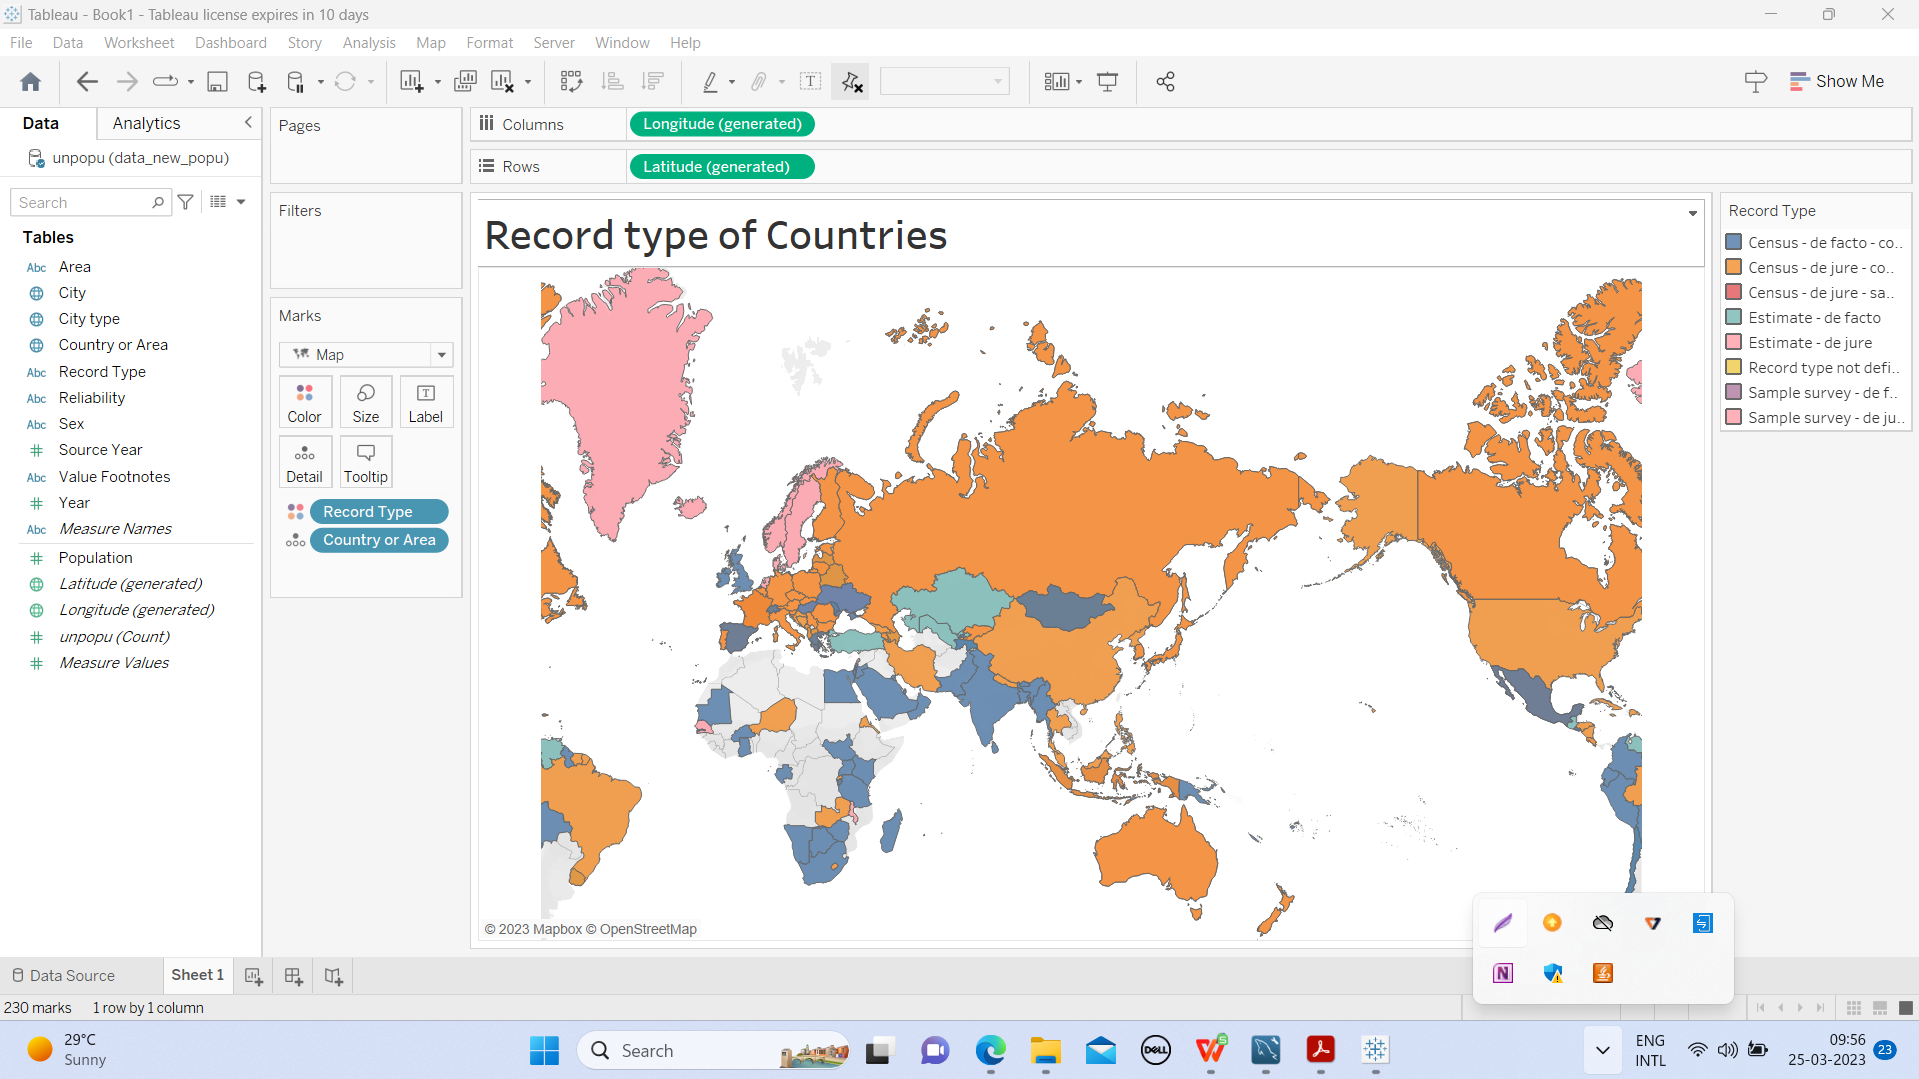 Tableau - Book1 - Tableau license expires in 10 days
File Data Worksheet Dashboard Story Analysis Map Format Server Window Help
Show Me
Data Analytics
unpopu (data_new_popu)
Search
Tables
Abc Area
City
City type
Country or Area
Abc Record Type
Abc Reliability
Abc Sex
Source Year
Abc Value Footnotes
Year
Abc Measure Names
Population
Latitude (generated)
Longitude (generated)
unpopu (Count)
Measure Values
Pages
Filters
Marks
Map
Color Size Label
Detail Tooltip
Record Type
Country or Area
Columns Longitude (generated)
Rows Latitude (generated)
Record type of Countries
© 2023 Mapbox © OpenStreetMap
Record Type
Census - de facto - co..
Census - de jure - co..
Census - de jure - sa..
Estimate - de facto
Estimate - de jure
Record type not defi..
Sample survey - de f..
Sample survey - de ju..
Data Source Sheet 1
230 marks 1 row by 1 column
29°C
Sunny
Search
DELL
ENG
INTL
09:56
25-03-2023
23